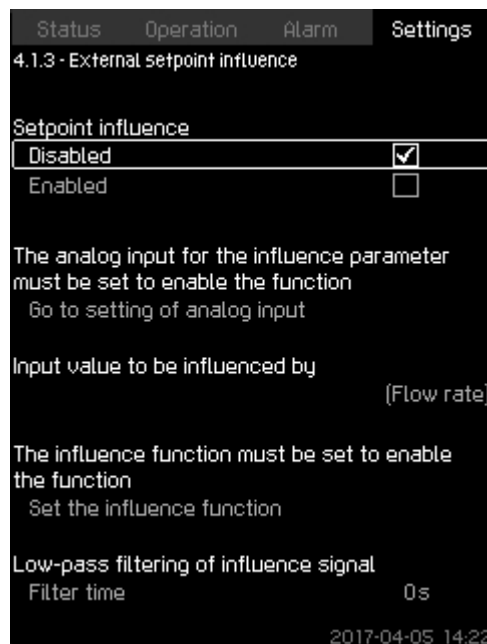 Status Operation Alarm Settings
4.1.3 - External setpoint influence
Setpoint influence
Disabled
Enabled
The analog input for the influence parameter
must be set to enable the function
Go to setting of analog input
Input value to be influenced by
(Flow rate)
The influence function must be set to enable
the function
Set the influence function
Low-pass filtering of influence signal
Filter time 0s
2017-04-05 14:22